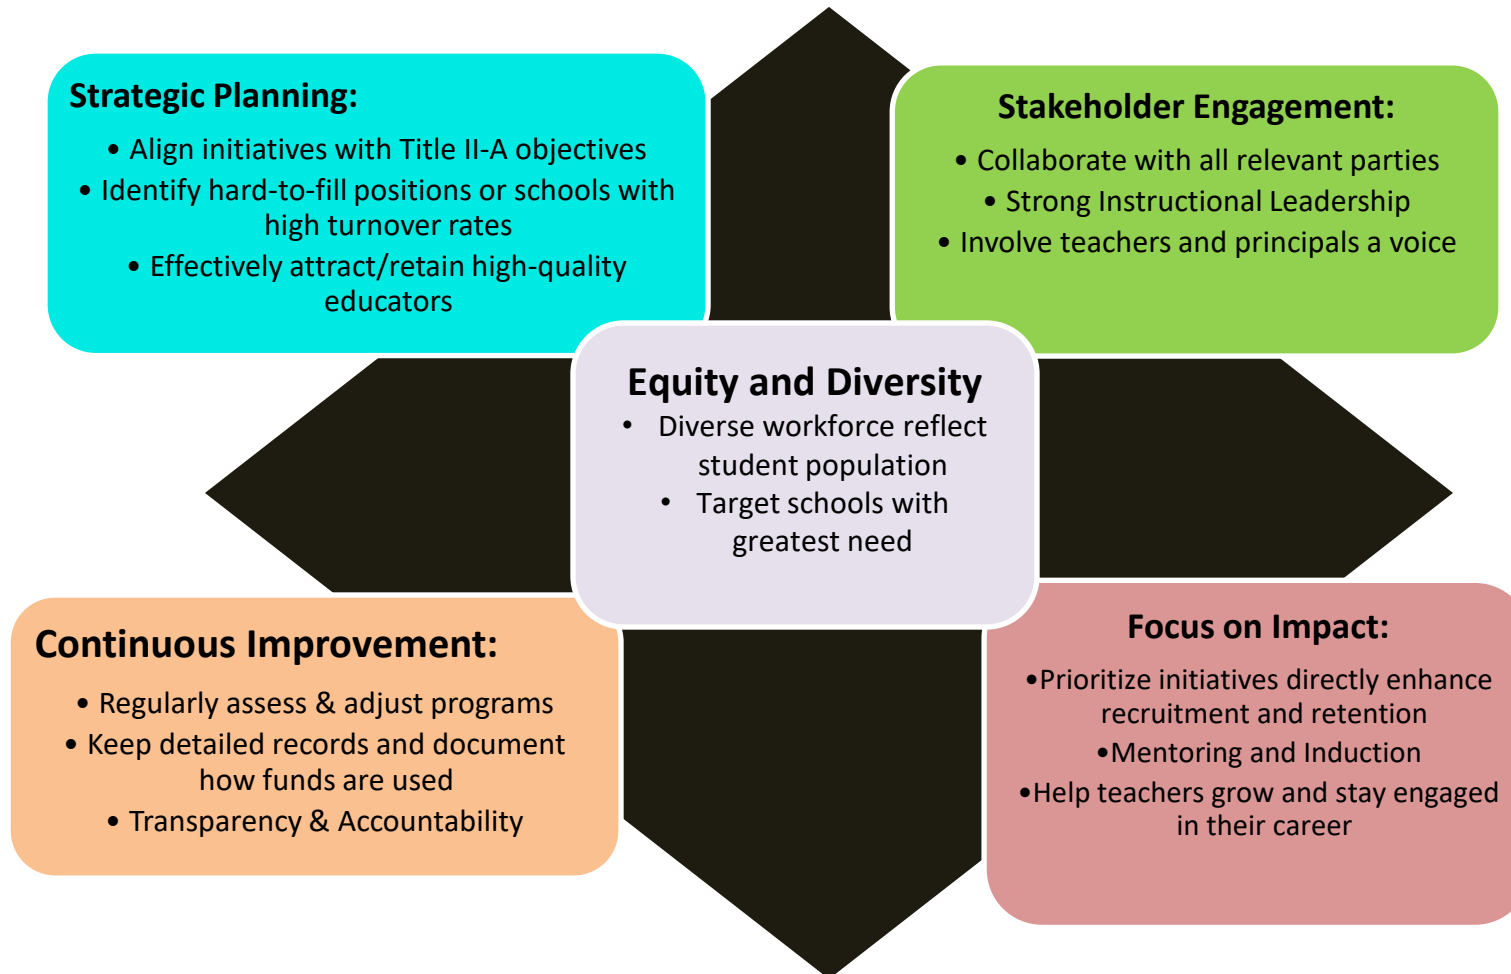 Strategic Planning:
• Align initiatives with Title II-A objectives
• Identify hard-to-fill positions or schools with
high turnover rates
• Effectively attract/retain high-quality
educators
Stakeholder Engagement:
• Collaborate with all relevant parties
• Strong Instructional Leadership
• Involve teachers and principals a voice
Equity and Diversity
• Diverse workforce reflect
student population
• Target schools with
greatest need
Continuous Improvement:
• Regularly assess & adjust programs
• Keep detailed records and document
how funds are used
• Transparency & Accountability
Focus on Impact:
•Prioritize initiatives directly enhance
recruitment and retention
•Mentoring and Induction
•Help teachers grow and stay engaged
in their career